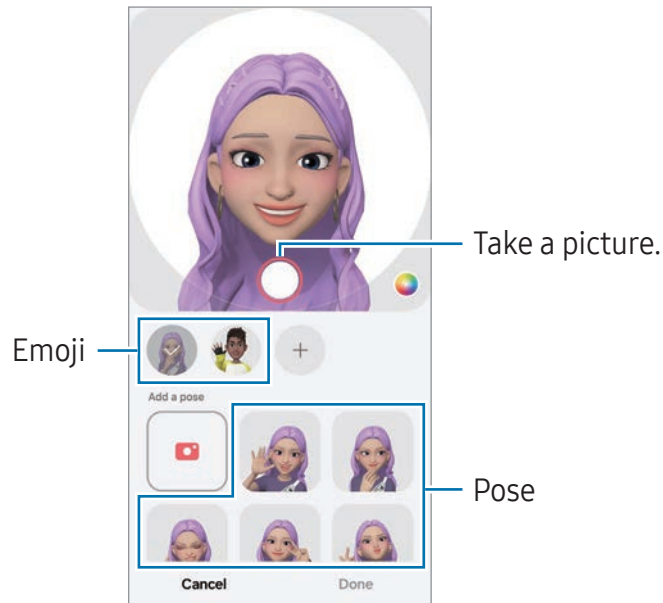 Take a picture.
Emoji
Add a pose
Pose
Cancel
Done